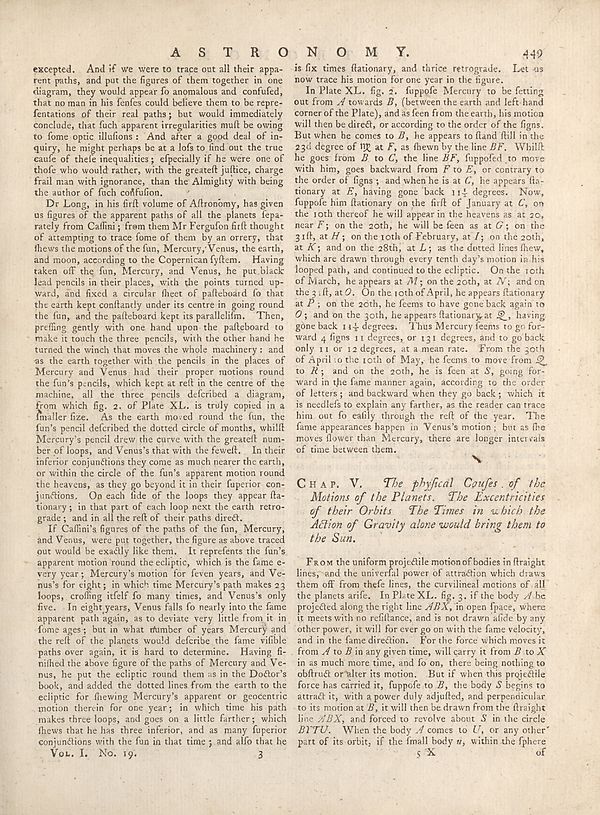 ASTRONOMY. 449
excepted. And if we were to trace out all their appa-
rent paths, and put the figures of them together in one
diagram, they would appear ſo anomalous and confuſed,
that no man in his ſenſes could believe them to be repre-
ſentations of their real paths; but would immediately
conclude, that ſuch apparent irregularities muſt be owing
to ſome optic illuſions: And after a good deal of in-
quiry, he might perhaps be at a loſs to find out the true
cauſe of theſe inequalities; eſpecially if he were one of
thoſe who would rather, with the greateſt juſtice, charge
frail man with ignorance, than the Almighty with being
the author of ſuch confuſion.
Dr Long, in his firſt volume of Aſtronomy, has given
us figures of the apparent paths of all the planets ſepa-
rately from Caſſini; from them Mr Ferguſon firſt thought
of attempting to trace ſome of them by an orrery, that
ſhews the motions of the ſun, Mercury, Venus, the earth,
and moon, according to the Copernican ſyſtem. Having
taken off the ſun, Mercury, and Venus, he put black
lead pencils in their places, with the points turned up-
ward, and fixed a circular ſheet of paſteboard ſo that
the earth kept conſtantly under its centre in going round
the ſun, and the paſteboard kept its paralleliſm. Then,
preſſing gently with one hand upon the paſteboard to
make it touch the three pencils, with the other hand he
turned the winch that moves the whole machinery: and
as the earth together with the pencils in the places of
Mercury and Venus had their proper motions round
the ſun's pencils, which kept at reſt in the centre of the
machine, all the three pencils deſcribed a diagram,
from which fig. 2. of Plate XL. is truly copied in a
ſmaller ſize. As the earth moved round the ſun, the
ſun's pencil deſcribed the dotted circle of months, whilſt
Mercury's pencil drew the curve with the greateſt num-
ber of loops, and Venus's that with the feweſt. In their
inferior conjunctions they come as much nearer the earth,
or within the circle of the ſun's apparent motion round
the heavens, as they go beyond it in their ſuperior con-
junctions. On each ſide of the loops they appear ſta-
tionary; in that part of each loop next the earth retro-
grade; and in all the reſt of their paths direct.
If Caſſini's figures of the paths of the ſun, Mercury,
and Venus, were put together, the figure as above traced
out would be exactly like them. It repreſents the ſun's
apparent motion round the ecliptic, which is the ſame e-
very year; Mercury's motion for ſeven years, and Ve-
nus's for eight; in which time Mercury's path makes 23
loops, croſſing itſelf ſo many times, and Venus's only
five. In eight years, Venus falls ſo nearly into the ſame
apparent path again, as to deviate very little from it in
ſome ages; but in what number of years Mercury and
the reſt of the planets would deſcribe the ſame viſible
paths over again, it is hard to determine. Having fi-
niſhed the above figure of the paths of Mercury and Ve-
nus, he put the ecliptic round them as in the Doctor's
book, and added the dotted lines from the earth to the
ecliptic for ſhewing Mercury's apparent or geocentric
motion therein for one year; in which time his path
makes three loops, and goes on a little farther; which
ſhews that he has three inferior, and as many ſuperior
conjunctions with the ſun in that time; and alſo that he
VOL. I. No. 19. 3
is ſix times ſtationary, and thrice retrograde. Let us
now trace his motion for one year in the figure.
In Plate XL. fig. 2. ſuppoſe Mercury to be ſetting
out from A towards B, (between the earth and left-hand
corner of the Plate), and as ſeen from the earth, his motion
will then be direct, or according to the order of the ſigns.
But when he comes to B, he appears to ſtand ſtill in the
23d degree of ♏ at F, as ſhewn by the line BF. Whilſt
he goes from B to C, the line BF, ſuppoſed to move
with him, goes backward from F to E, or contrary to
the order of ſigns; and when he is at C, he appears ſta-
tionary at E, having gone back 11½ degrees. Now,
ſuppoſe him ſtationary on the firſt of January at C, on
the 10th thereof he will appear in the heavens as at 20,
near F; on the 20th, he will be ſeen as at G; on the
31ſt, at H; on the 10th of February, at I; on the 20th,
at K; and on the 28th, at L; as the dotted lines ſhew,
which are drawn through every tenth day's motion in his
looped path, and continued to the ecliptic. On the 10th
of March, he appears at M; on the 20th, at N; and on
the 31ſt, at O. On the 10th of April, he appears ſtationary
at P; on the 20th, he ſeems to have gone back again to
O; and on the 30th, he appears ſtationary at ♎, having
gone back 11½ degrees. Thus Mercury ſeems to go for-
ward 4 ſigns 11 degrees, or 131 degrees, and to go back
only 11 or 12 degrees, at a mean rate. From the 30th
of April to the 10th of May, he ſeems to move from ♎
to R; and on the 20th, he is ſeen at S, going for-
ward in the ſame manner again, according to the order
of letters; and backward when they go back; which it
is needleſs to explain any farther, as the reader can trace
him out ſo eaſily through the reſt of the year. The
ſame appearances happen in Venus's motion; but as ſhe
moves ſlower than Mercury, there are longer intervals
of time between them.
CHAP. V. The phyſical Cauſes of the
Motions of the Planets. The Excentricities
of their Orbits The Times in which the
Action of Gravity alone would bring them to
the Sun.
FROM the uniform projectile motion of bodies in ſtraight
lines, and the univerſal power of attraction which draws
them off from theſe lines, the curvilineal motions of all
the planets ariſe. In Plate XL. fig. 3. if the body A be
projected along the right line ABX, in open ſpace, where
it meets with no reſiſtance, and is not drawn aſide by any
other power, it will for ever go on with the ſame velocity,
and in the ſame direction. For the force which moves it
from A to B in any given time, will carry it from B to X
in as much more time, and ſo on, there being nothing to
obſtruct or alter its motion. But if when this projectile
force has carried it, ſuppoſe to B, the body S begins to
attract it, with a power duly adjuſted, and perpendicular
to its motion at B, it will then be drawn from the ſtraight
line ABX, and forced to revolve about S in the circle
BYTU. When the body A comes to U, or any other
part of its orbit, if the ſmall body u, within the ſphere
5 X of